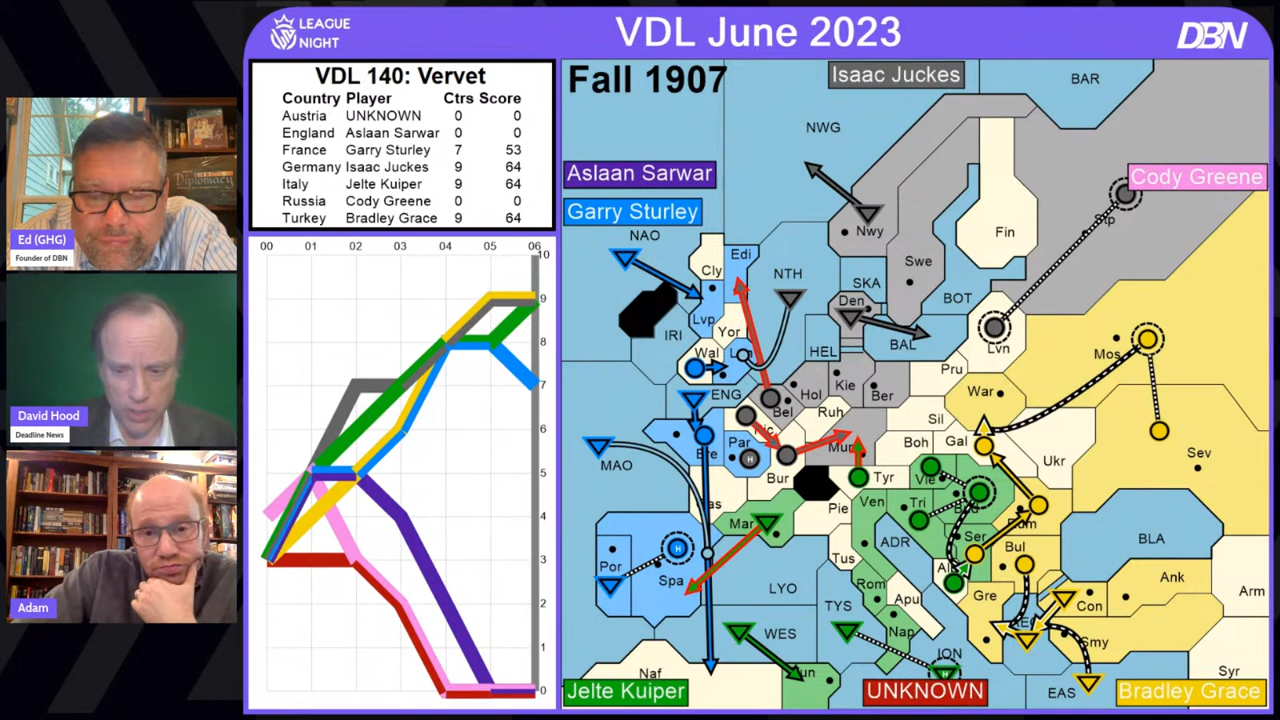 LEAGUE
NIGHT
VDL June 2023
DBN
VDL 140: Vervet
Country Player Ctrs Score
Austria UNKNOWN 0 0
England Aslaan Sarwar 0 0
France Garry Sturley 7 53
Germany Isaac Juckes 9 64
Italy Jelte Kuiper 9 64
Russia Cody Greene 0 0
Turkey Bradley Grace 9 64
00 01 02 03 04 05 06
10
9
8
7
6
5
4
3
2
1
0
Ed (GHG)
Founder of DBN
Diplomacy
David Hood
Deadline News
Adam
Fall 1907
Isaac Juckes
BAR
NWG
Aslaan Sarwar
Cody Greene
Garry Sturley
NAO
Nwy
Fin
Edi
Cly
NTH
Swe
SKA
Den
BOT
Lvp
IRI
Yor
HEL
BAL
Lvn
Mos
Wal
Pru
ENG
Bel
Hol
Kie
Ber
War
Ruh
Sil
MAO
Bre
Par
Mun
Boh
Gal
Ukr
Sev
Bur
Tyr
Vie
Mar
Pie
Ven
Tri
Ser
Rum
ADR
Bul
BLA
Por
Spa
Tus
Alb
Ank
Arm
LYO
Rom
Apu
Gre
Con
TYS
WES
Nap
ION
Smy
Naf
Syr
EAS
Jelte Kuiper
UNKNOWN
Bradley Grace